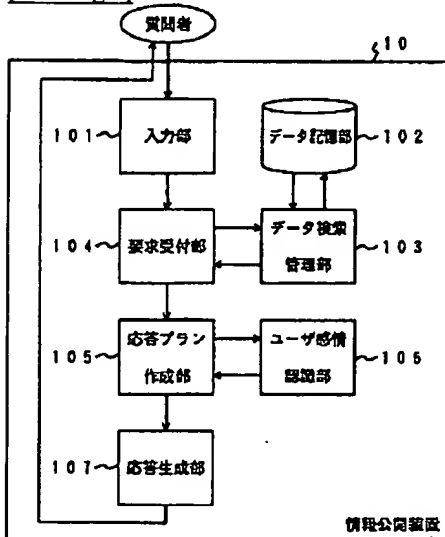 質問者
10
101
入力部
データ記憶部
102
104
要求受付部
データ検索
管理部
103
105
応答プラン
作成部
ユーザ感情
認識部
106
107
応答生成部
情報公開装置